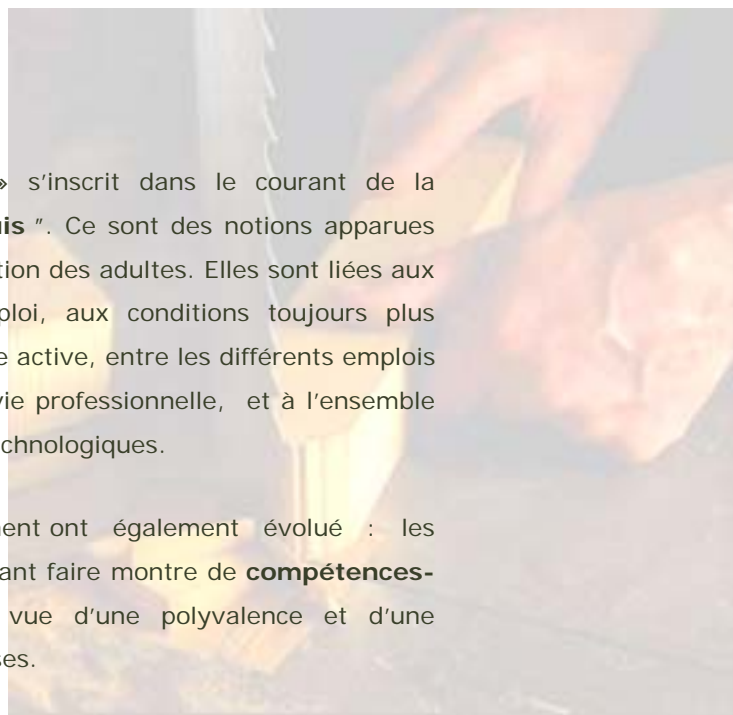 » s'inscrit dans le courant de la
is ". Ce sont des notions apparues
tion des adultes. Elles sont liées aux
ploi, aux conditions toujours plus
e active, entre les différents emplois
vie professionnelle, et à l'ensemble
chnologiques.
ent ont également évolué : les
ant faire montre de compétences-
vue d'une polyvalence et d'une
ses.